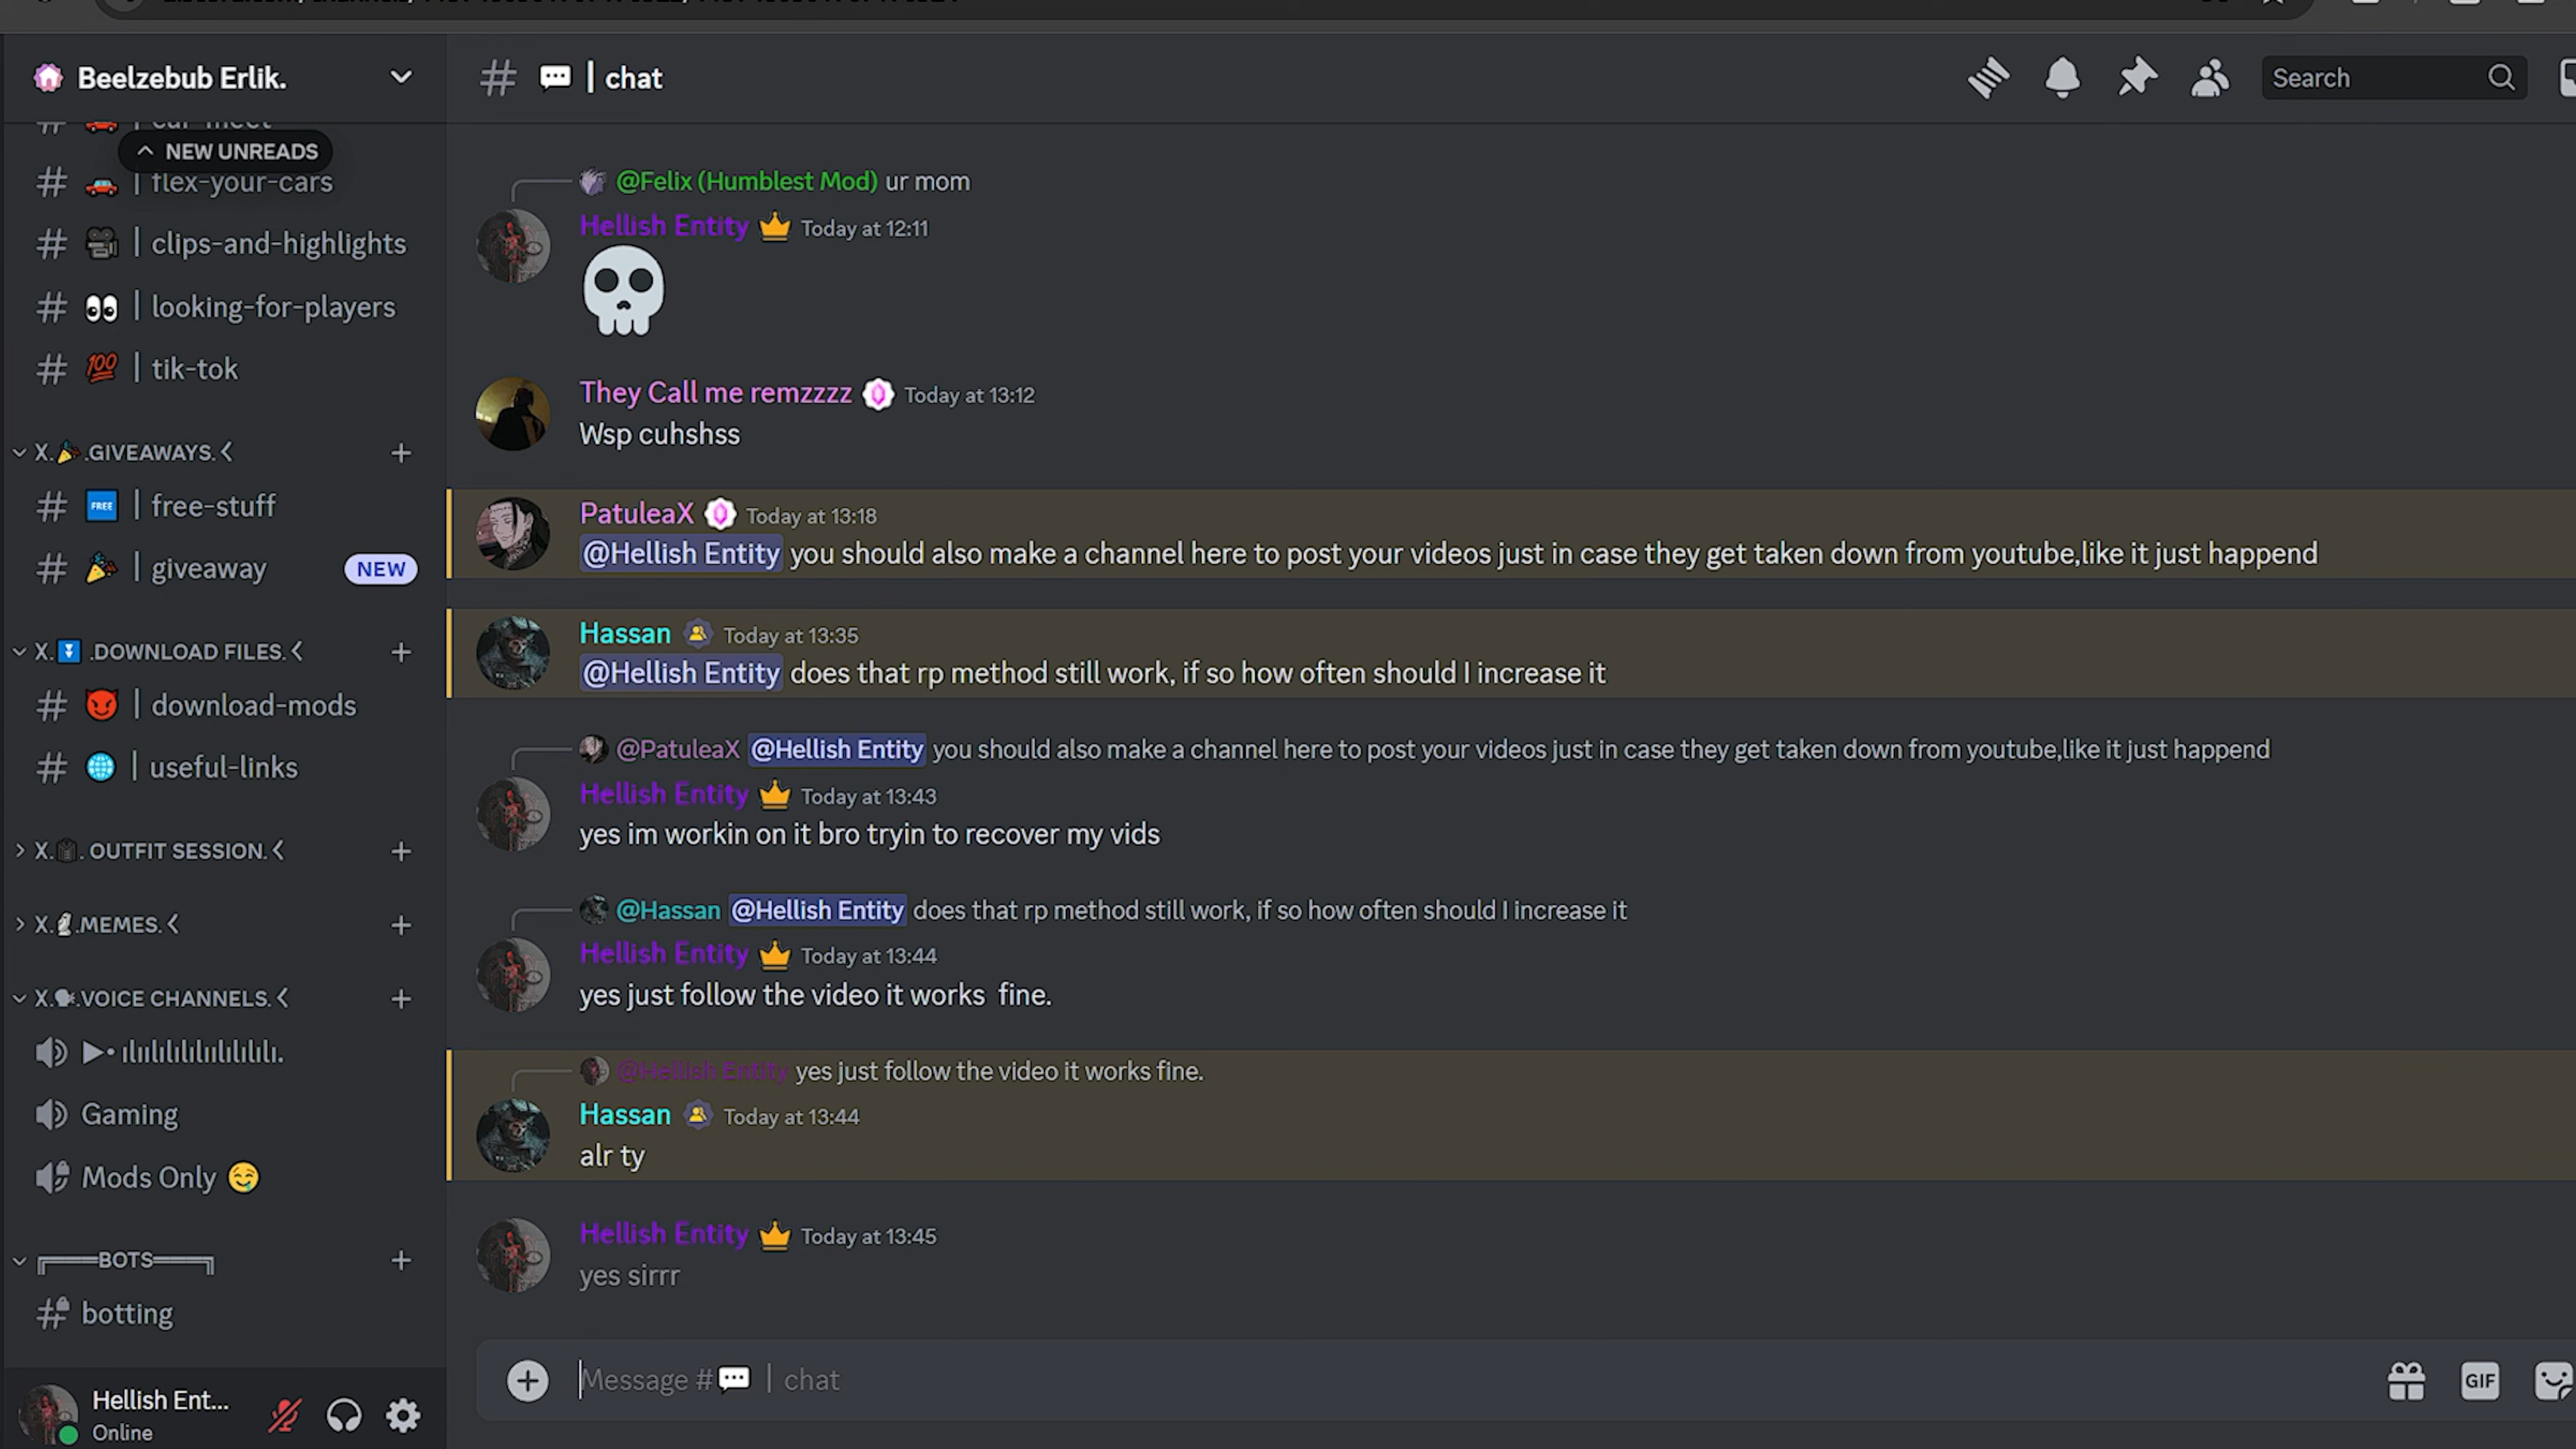 Beelzebub Erlik.
car-meet
NEW UNREADS
flex-your-cars
clips-and-highlights
looking-for-players
tik-tok
X.🎉.GIVEAWAYS.く
free-stuff
giveaway NEW
X.⏬.DOWNLOAD FILES.く
download-mods
useful-links
X.. OUTFIT SESSION.く
X..MEMES.く
X.🗣.VOICE CHANNELS.く
▶• ılıılılılılıılılılılı.
Gaming
Mods Only 🤤
╔═══BOTS═══╗
botting
Hellish Ent...
Online
# 💬 | chat
Search
@Felix (Humblest Mod) ur mom
Hellish Entity Today at 12:11
💀
They Call me remzzzz Today at 13:12
Wsp cuhshss
PatuleaX Today at 13:18
@Hellish Entity you should also make a channel here to post your videos just in case they get taken down from youtube,like it just happend
Hassan Today at 13:35
@Hellish Entity does that rp method still work, if so how often should I increase it
@PatuleaX @Hellish Entity you should also make a channel here to post your videos just in case they get taken down from youtube,like it just happend
Hellish Entity Today at 13:43
yes im workin on it bro tryin to recover my vids
@Hassan @Hellish Entity does that rp method still work, if so how often should I increase it
Hellish Entity Today at 13:44
yes just follow the video it works  fine.
@Hellish Entity yes just follow the video it works fine.
Hassan Today at 13:44
alr ty
Hellish Entity Today at 13:45
yes sirrr
Message #💬 | chat
GIF